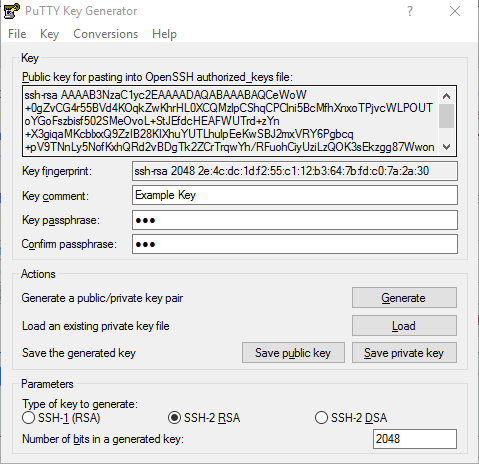 PuTTY Key Generator
File Key Conversions Help
Key
Public key for pasting into OpenSSH authorized_keys file:
ssh-rsa AAAAB3NzaC1yc2EAAAADAQABAAABAQCeWoW
+0gZvCG4r55BVd4KOqkZwKhrHL0XCQMzlpCShqCPClni5BcMfhXnxoTPjvcWLPOUT
oYGoFszbisf502SMeOvoL+StJEfdcHEAFWUTrd+zYn
+X3giqaMKcblxxQ9ZzIB28KlXhuYUTLhulpEeKwSBJ2mxVRY6Pgbcq
+pV9TNnLy5NofKxhQRd2vBDgTk2ZCrTrqwYh/RFuohCiyUziLzQOK3sEkzgg87Wwon
Key fingerprint: ssh-rsa 2048 2e:4c:dc:1d:f2:55:c1:12:b3:64:7b:fd:c0:7a:2a:30
Key comment: Example Key
Key passphrase: ●●●
Confirm passphrase: ●●●
Actions
Generate a public/private key pair Generate
Load an existing private key file Load
Save the generated key Save public key Save private key
Parameters
Type of key to generate:
SSH-1 (RSA) SSH-2 RSA SSH-2 DSA
Number of bits in a generated key: 2048